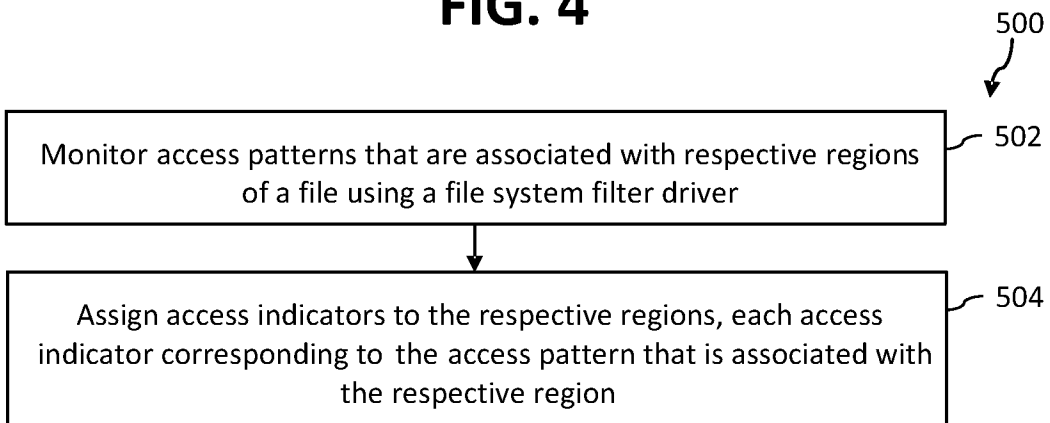 FIG. 4
500
Monitor access patterns that are associated with respective regions
of a file using a file system filter driver
502
Assign access indicators to the respective regions, each access
indicator corresponding to the access pattern that is associated with
the respective region
504